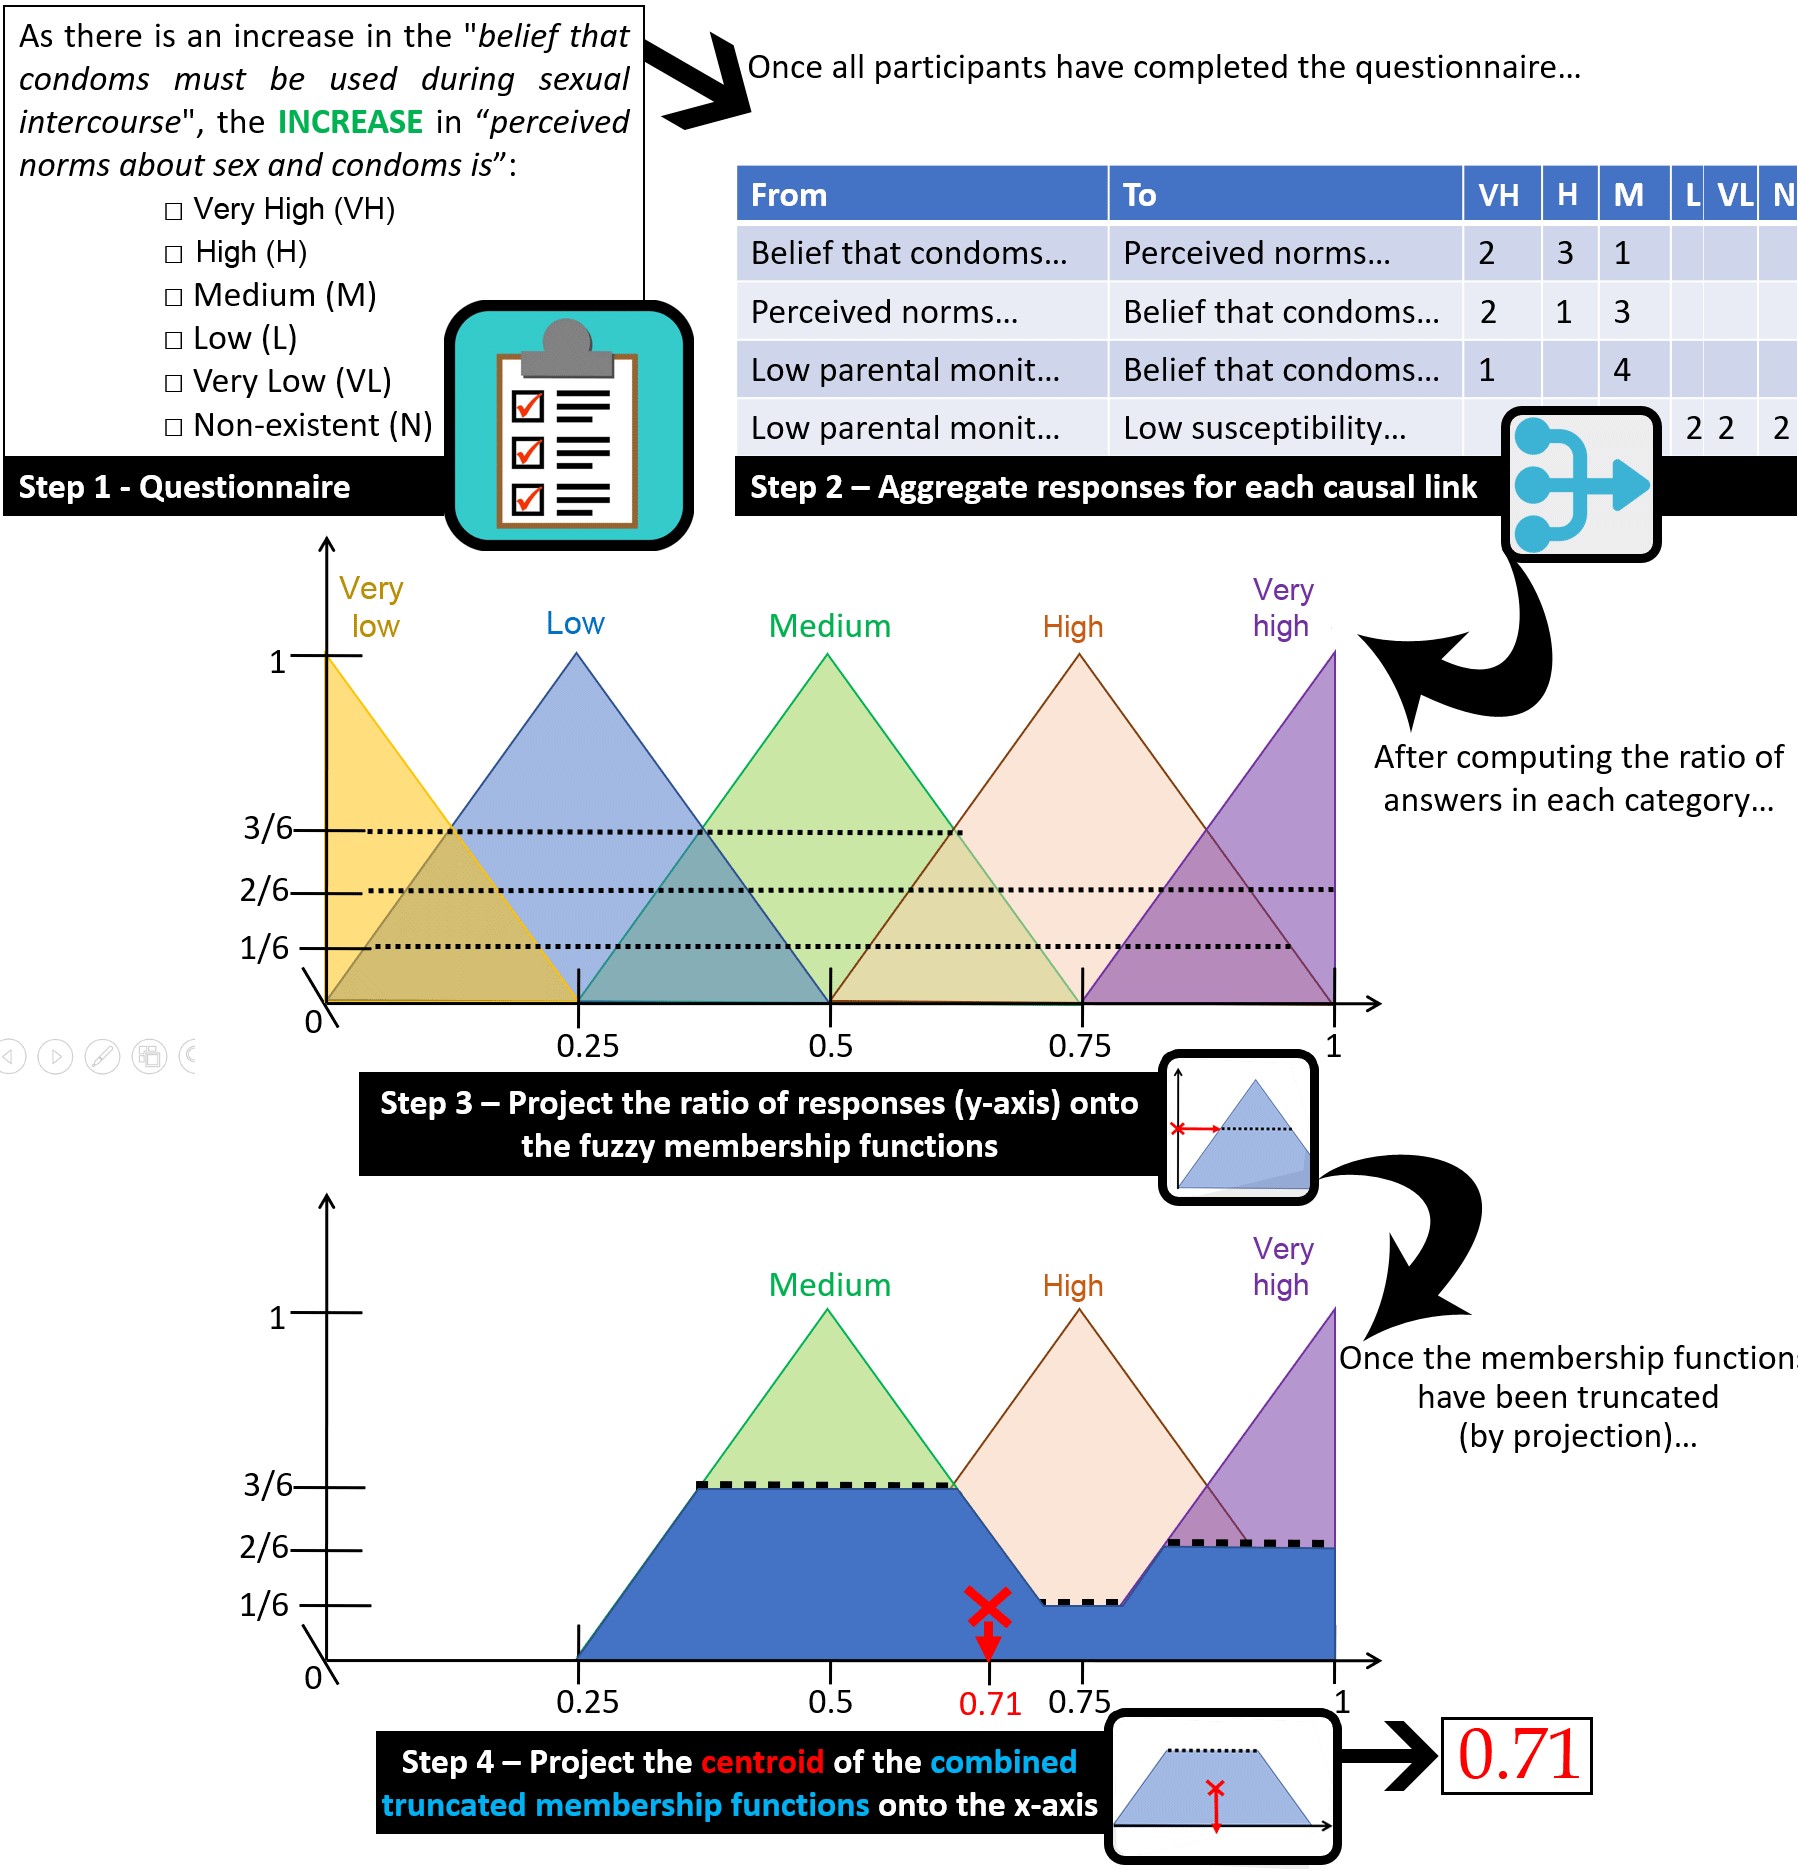 As there is an increase in the "belief that
condoms must be used during sexual
intercourse", the INCREASE in “perceived
norms about sex and condoms is”:
□ Very High (VH)
□ High (H)
□ Medium (M)
□ Low (L)
□ Very Low (VL)
□ Non-existent (N)
Step 1 - Questionnaire
Once all participants have completed the questionnaire...
From To VH H M L VL N
Belief that condoms... Perceived norms... 2 3 1
Perceived norms... Belief that condoms... 2 1 3
Low parental monit... Belief that condoms... 1 4
Low parental monit... Low susceptibility... 2 2 2
Step 2 – Aggregate responses for each causal link
Very
low
Low
Medium
High
Very
high
1
3/6
2/6
1/6
0
0.25
0.5
0.75
1
After computing the ratio of
answers in each category...
Step 3 – Project the ratio of responses (y-axis) onto
the fuzzy membership functions
Medium
High
Very
high
1
3/6
2/6
1/6
0
0.25
0.5
0.71
0.75
1
Once the membership functions
have been truncated
(by projection)...
Step 4 – Project the centroid of the combined
truncated membership functions onto the x-axis
0.71